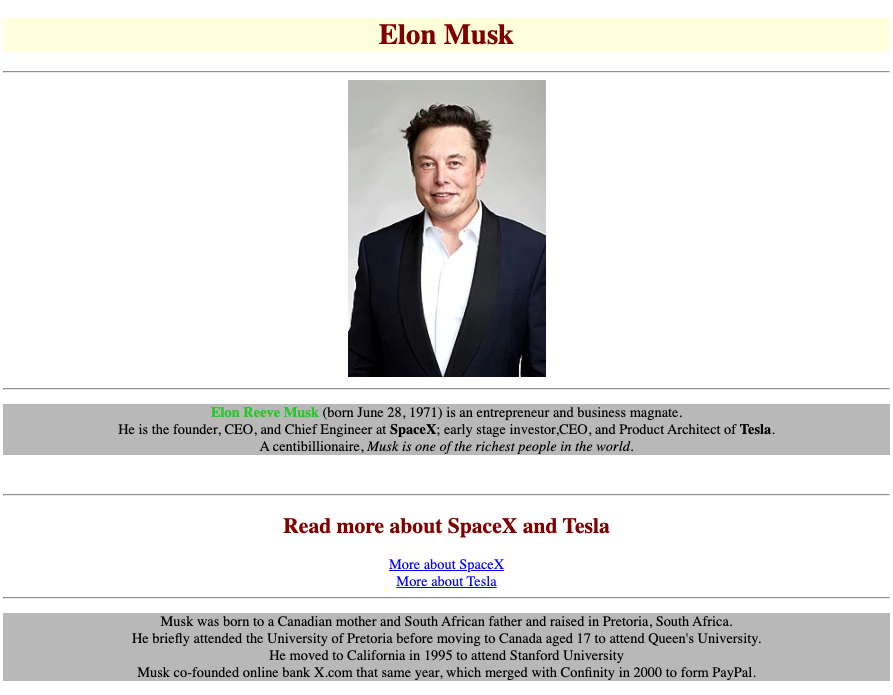 Elon Musk
Elon Reeve Musk (born June 28, 1971) is an entrepreneur and business magnate.
He is the founder, CEO, and Chief Engineer at SpaceX; early stage investor,CEO, and Product Architect of Tesla.
A centibillionaire, Musk is one of the richest people in the world.
Read more about SpaceX and Tesla
More about SpaceX
More about Tesla
Musk was born to a Canadian mother and South African father and raised in Pretoria, South Africa.
He briefly attended the University of Pretoria before moving to Canada aged 17 to attend Queen's University.
He moved to California in 1995 to attend Stanford University
Musk co-founded online bank X.com that same year, which merged with Confinity in 2000 to form PayPal.